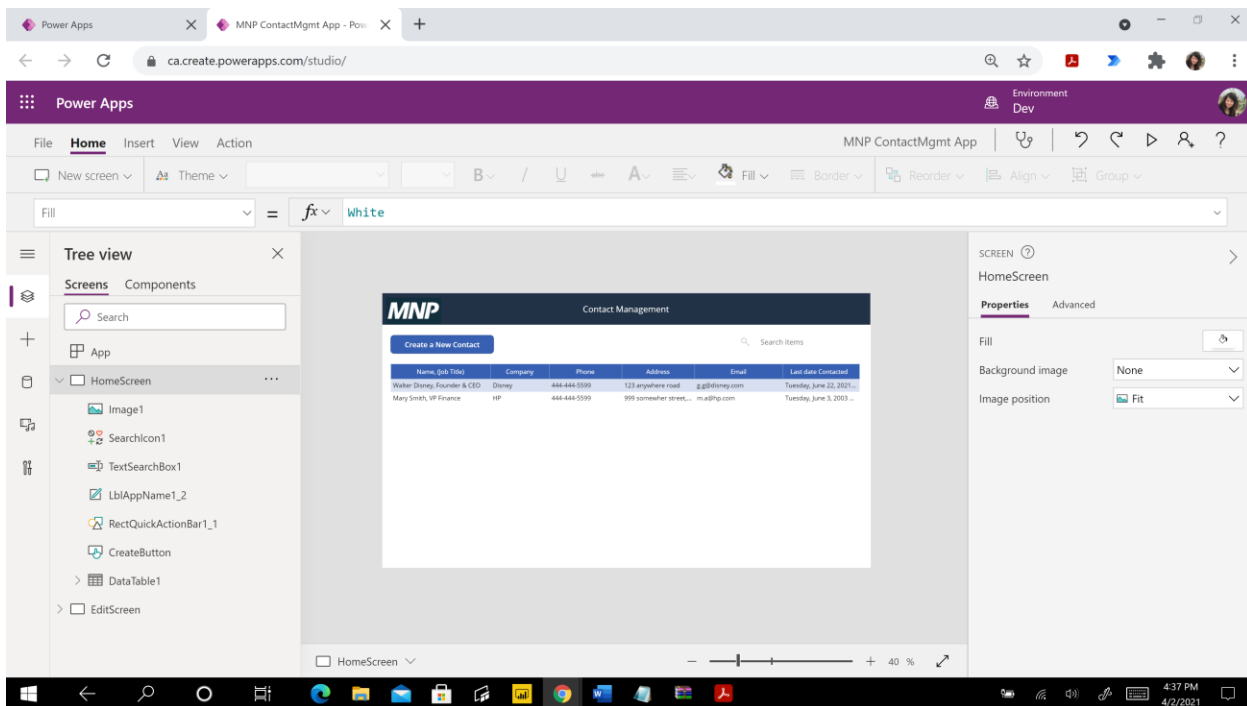 Power Apps
MNP ContactMgmt App - Pow
ca.create.powerapps.com/studio/
Power Apps
Environment
Dev
File Home Insert View Action
MNP ContactMgmt App
New screen Theme B / U abc A Fill Border Reorder Align Group
Fill = fx White
Tree view
Screens Components
Search
App
HomeScreen
Image1
SearchIcon1
TextSearchBox1
LblAppName1_2
RectQuickActionBar1_1
CreateButton
DataTable1
EditScreen
MNP Contact Management
Create a New Contact Search items
Name, (Job Title) Company Phone Address Email Last date Contacted
Walter Disney, Founder & CEO Disney 444-444-5599 123 anywhere road g.g@disney.com Tuesday, June 22, 2021...
Mary Smith, VP Finance HP 444-444-5599 999 somewher street,... m.a@hp.com Tuesday, June 3, 2003 ...
HomeScreen 40 %
SCREEN
HomeScreen
Properties Advanced
Fill
Background image None
Image position Fit
4:37 PM
4/2/2021